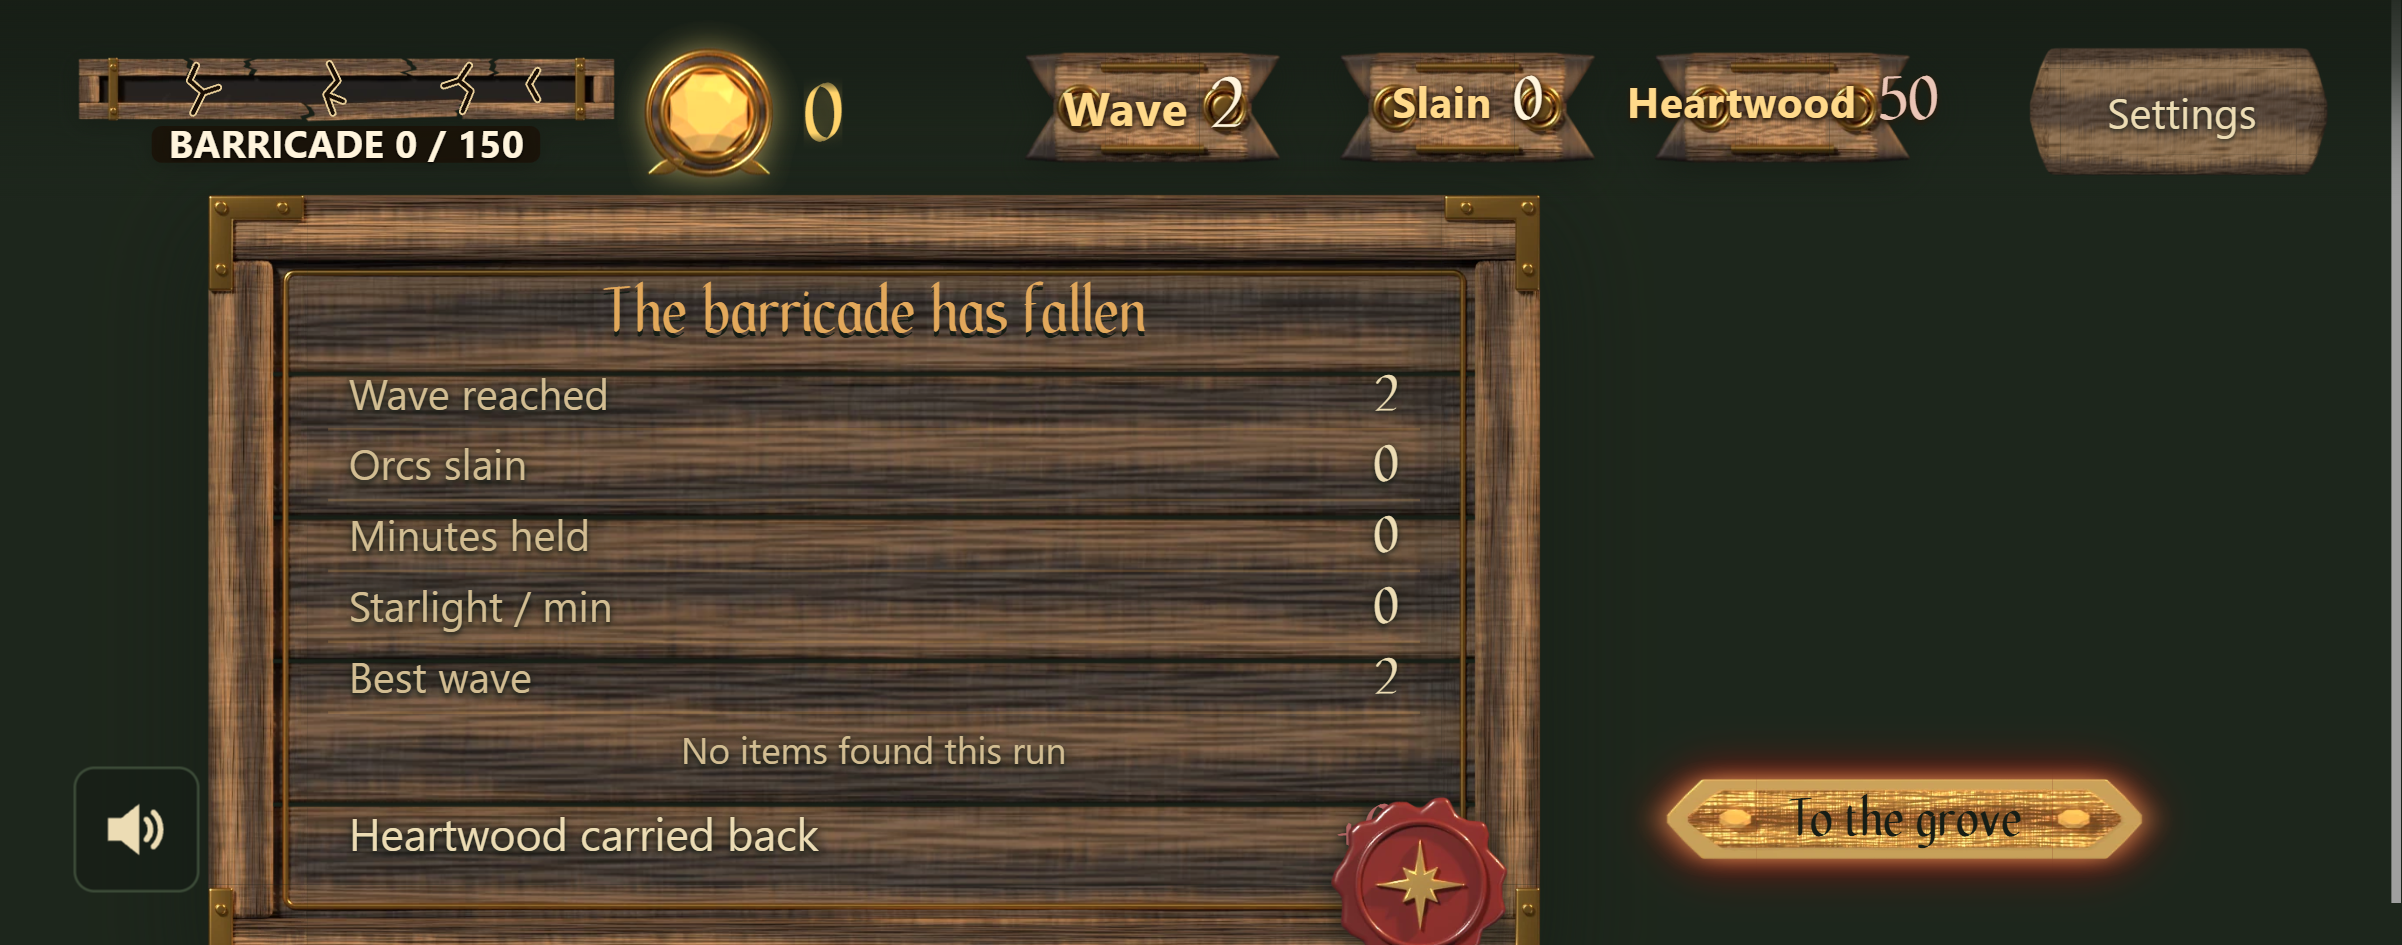 BARRICADE 0 / 150
0
Wave 2
Slain 0
Heartwood 50
Settings
The barricade has fallen
Wave reached 2
Orcs slain 0
Minutes held 0
Starlight / min 0
Best wave 2
No items found this run
Heartwood carried back
To the grove